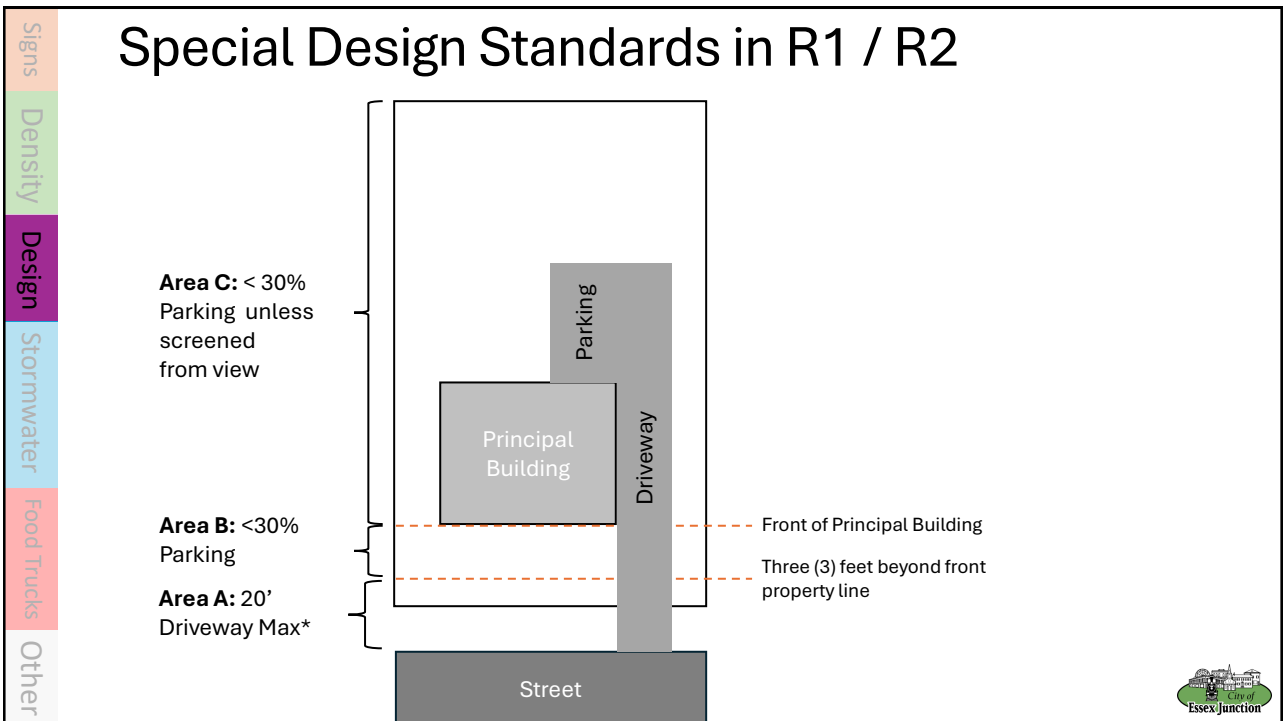 Special Design Standards in R1 / R2
Signs
Density
Design
Stormwater
Food Trucks
Other
Area C: < 30%
Parking unless
screened
from view
Parking
Principal
Building
Driveway
Area B: <30%
Parking
Front of Principal Building
Three (3) feet beyond front
property line
Area A: 20’
Driveway Max*
Street
City of
Essex Junction